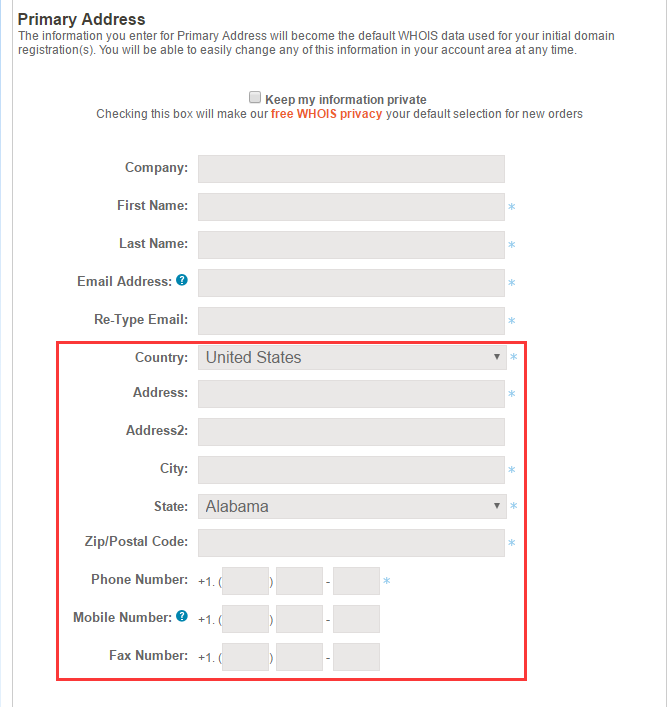 Primary Address
The information you enter for Primary Address will become the default WHOIS data used for your initial domain
registration(s). You will be able to easily change any of this information in your account area at any time.
Keep my information private
Checking this box will make our free WHOIS privacy your default selection for new orders
Company:
First Name: *
Last Name: *
Email Address: ? *
Re-Type Email: *
Country: United States ▼ *
Address: *
Address2:
City: *
State: Alabama ▼ *
Zip/Postal Code: *
Phone Number: +1. ( ) - *
Mobile Number: ? +1. ( ) -
Fax Number: +1. ( ) -